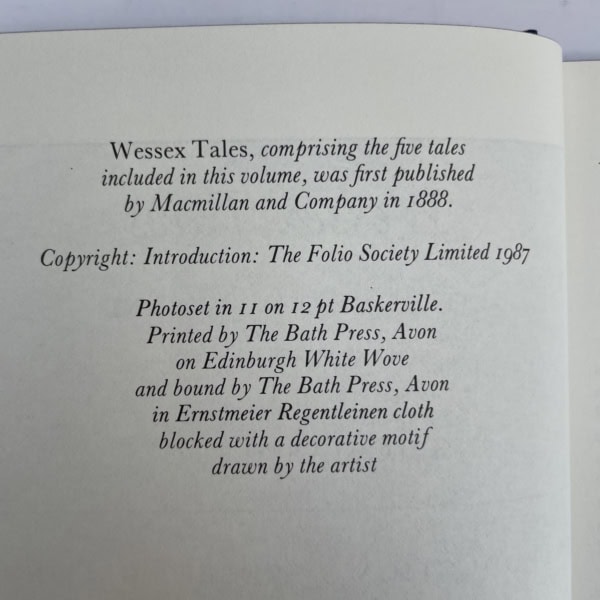 Wessex Tales, comprising the five tales
included in this volume, was first published
by Macmillan and Company in 1888.
Copyright: Introduction: The Folio Society Limited 1987
Photoset in 11 on 12 pt Baskerville.
Printed by The Bath Press, Avon
on Edinburgh White Wove
and bound by The Bath Press, Avon
in Ernstmeier Regentleinen cloth
blocked with a decorative motif
drawn by the artist